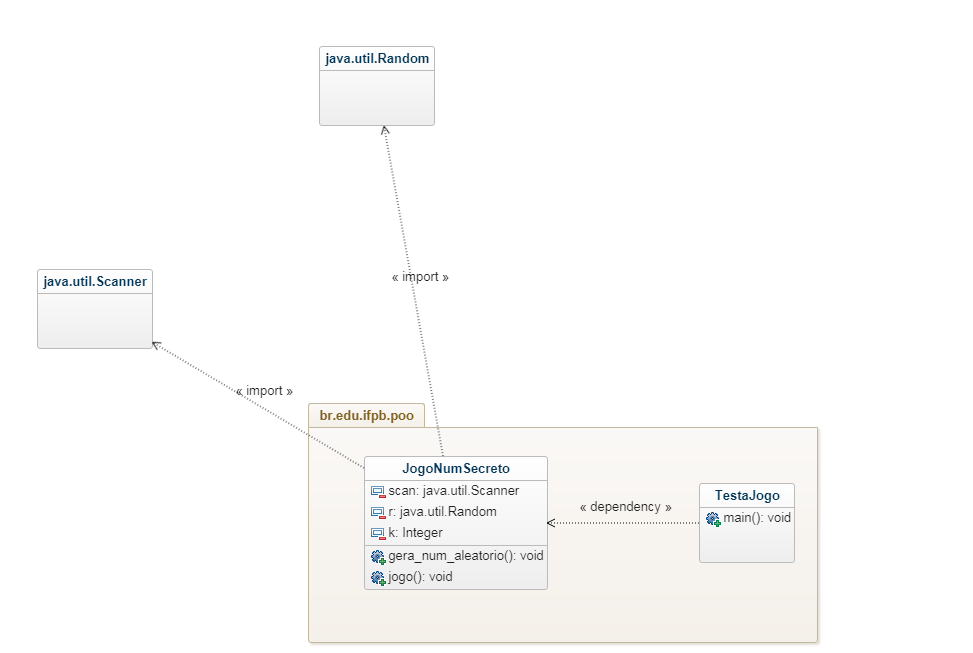 java.util.Random
java.util.Scanner
« import »
« import »
br.edu.ifpb.poo
JogoNumSecreto
scan: java.util.Scanner
r: java.util.Random
k: Integer
gera_num_aleatorio(): void
jogo(): void
« dependency »
TestaJogo
main(): void